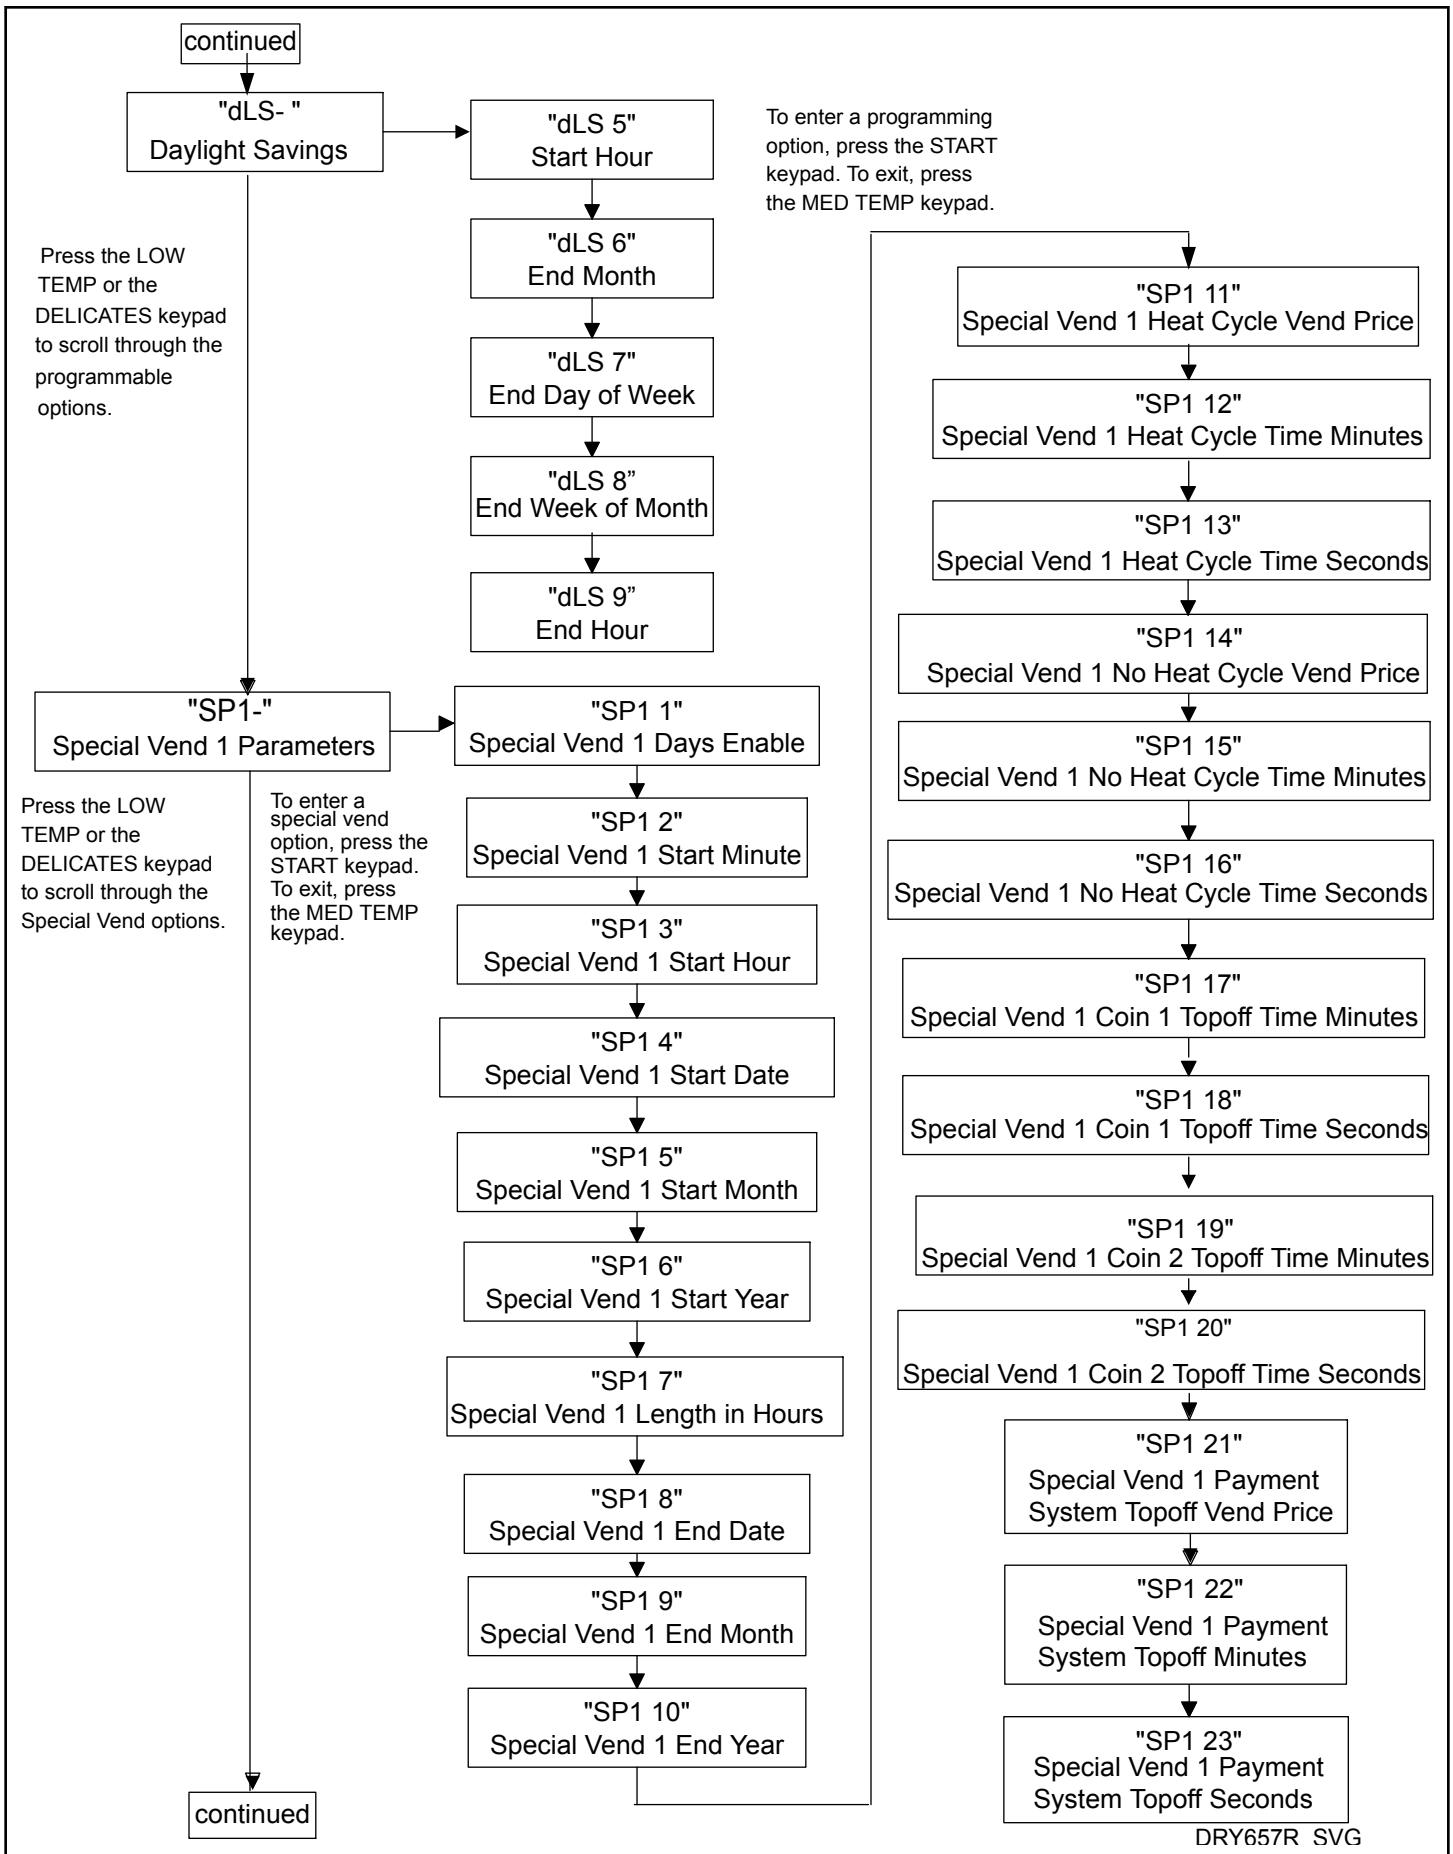 continued
"dLS- "
Daylight Savings
"dLS 5"
Start Hour
To enter a programming
option, press the START
keypad. To exit, press
the MED TEMP keypad.
Press the LOW
TEMP or the
DELICATES keypad
to scroll through the
programmable
options.
"dLS 6"
End Month
"dLS 7"
End Day of Week
"dLS 8”
End Week of Month
"dLS 9”
End Hour
"SP1-"
Special Vend 1 Parameters
Press the LOW
TEMP or the
DELICATES keypad
to scroll through the
Special Vend options.
To enter a
special vend
option, press the
START keypad.
To exit, press
the MED TEMP
keypad.
"SP1 1"
Special Vend 1 Days Enable
"SP1 2"
Special Vend 1 Start Minute
"SP1 3"
Special Vend 1 Start Hour
"SP1 4"
Special Vend 1 Start Date
"SP1 5"
Special Vend 1 Start Month
"SP1 6"
Special Vend 1 Start Year
"SP1 7"
Special Vend 1 Length in Hours
"SP1 8"
Special Vend 1 End Date
"SP1 9"
Special Vend 1 End Month
"SP1 10"
Special Vend 1 End Year
"SP1 11"
Special Vend 1 Heat Cycle Vend Price
"SP1 12"
Special Vend 1 Heat Cycle Time Minutes
"SP1 13"
Special Vend 1 Heat Cycle Time Seconds
"SP1 14"
Special Vend 1 No Heat Cycle Vend Price
"SP1 15"
Special Vend 1 No Heat Cycle Time Minutes
"SP1 16"
Special Vend 1 No Heat Cycle Time Seconds
"SP1 17"
Special Vend 1 Coin 1 Topoff Time Minutes
"SP1 18"
Special Vend 1 Coin 1 Topoff Time Seconds
"SP1 19"
Special Vend 1 Coin 2 Topoff Time Minutes
"SP1 20"
Special Vend 1 Coin 2 Topoff Time Seconds
"SP1 21"
Special Vend 1 Payment
System Topoff Vend Price
"SP1 22"
Special Vend 1 Payment
System Topoff Minutes
"SP1 23"
Special Vend 1 Payment
System Topoff Seconds
continued
DRY657R_SVG